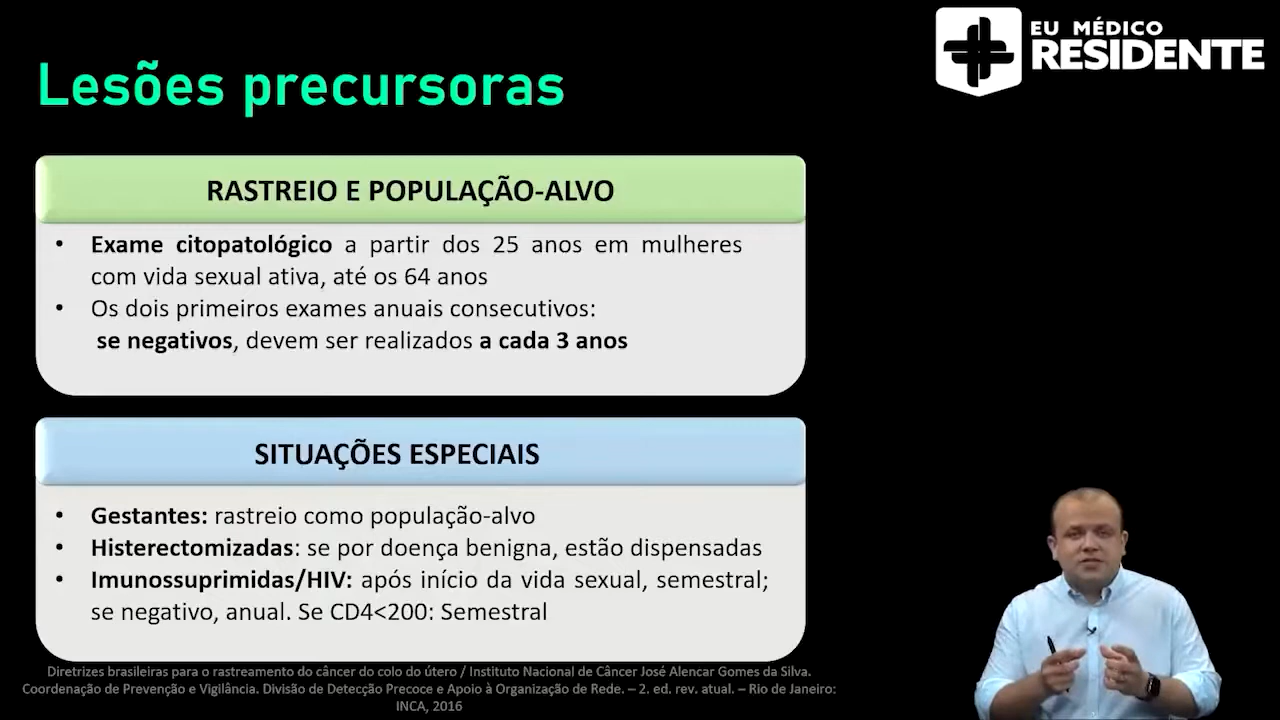 EU MÉDICO
RESIDENTE
Lesões precursoras
RASTREIO E POPULAÇÃO-ALVO
• Exame citopatológico a partir dos 25 anos em mulheres
com vida sexual ativa, até os 64 anos
• Os dois primeiros exames anuais consecutivos:
se negativos, devem ser realizados a cada 3 anos
SITUAÇÕES ESPECIAIS
• Gestantes: rastreio como população-alvo
• Histerectomizadas: se por doença benigna, estão dispensadas
• Imunossuprimidas/HIV: após início da vida sexual, semestral;
se negativo, anual. Se CD4<200: Semestral
Diretrizes brasileiras para o rastreamento do câncer do colo do útero / Instituto Nacional de Câncer José Alencar Gomes da Silva.
Coordenação de Prevenção e Vigilância. Divisão de Detecção Precoce e Apoio à Organização de Rede. – 2. ed. rev. atual. – Rio de Janeiro:
INCA, 2016